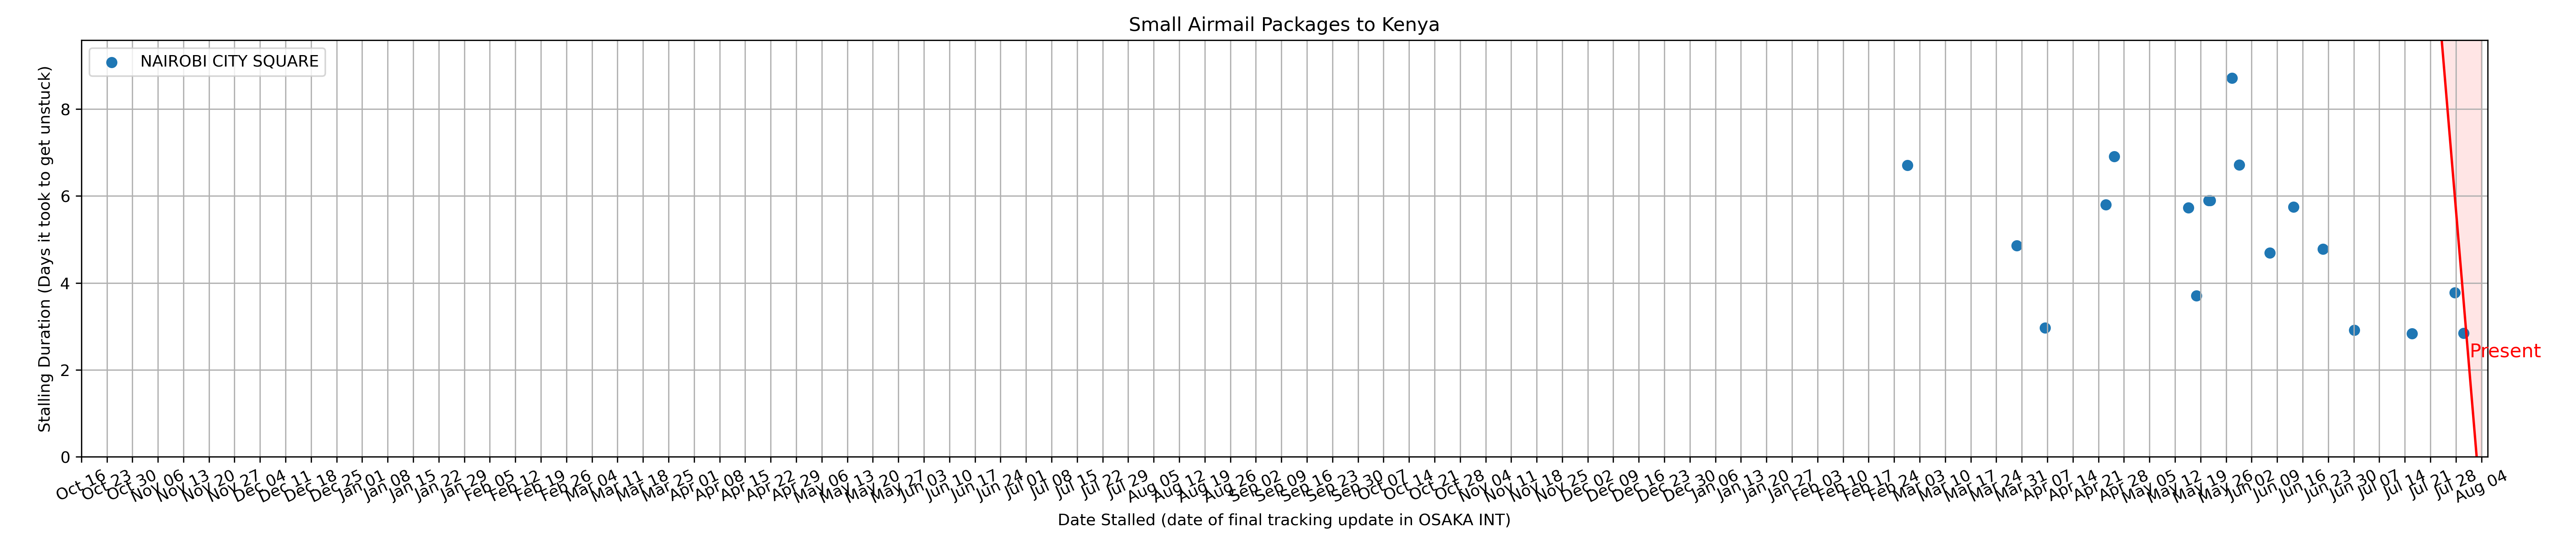 Small Airmail Packages to Kenya
NAIROBI CITY SQUARE
Stalling Duration (Days it took to get unstuck)
8
6
4
2
0
Present
Oct 16 Oct 23 Oct 30 Nov 06 Nov 13 Nov 20 Nov 27 Dec 04 Dec 11 Dec 18 Dec 25 Jan 01 Jan 08 Jan 15 Jan 22 Jan 29 Feb 05 Feb 12 Feb 19 Feb 26 Mar 04 Mar 11 Mar 18 Mar 25 Apr 01 Apr 08 Apr 15 Apr 22 Apr 29 May 06 May 13 May 20 May 27 Jun 03 Jun 10 Jun 17 Jun 24 Jul 01 Jul 08 Jul 15 Jul 22 Jul 29 Aug 05 Aug 12 Aug 19 Aug 26 Sep 02 Sep 09 Sep 16 Sep 23 Sep 30 Oct 07 Oct 14 Oct 21 Oct 28 Nov 04 Nov 11 Nov 18 Nov 25 Dec 02 Dec 09 Dec 16 Dec 23 Dec 30 Jan 06 Jan 13 Jan 20 Jan 27 Feb 03 Feb 10 Feb 17 Feb 24 Mar 03 Mar 10 Mar 17 Mar 24 Mar 31 Apr 07 Apr 14 Apr 21 Apr 28 May 05 May 12 May 19 May 26 Jun 02 Jun 09 Jun 16 Jun 23 Jun 30 Jul 07 Jul 14 Jul 21 Jul 28 Aug 04
Date Stalled (date of final tracking update in OSAKA INT)